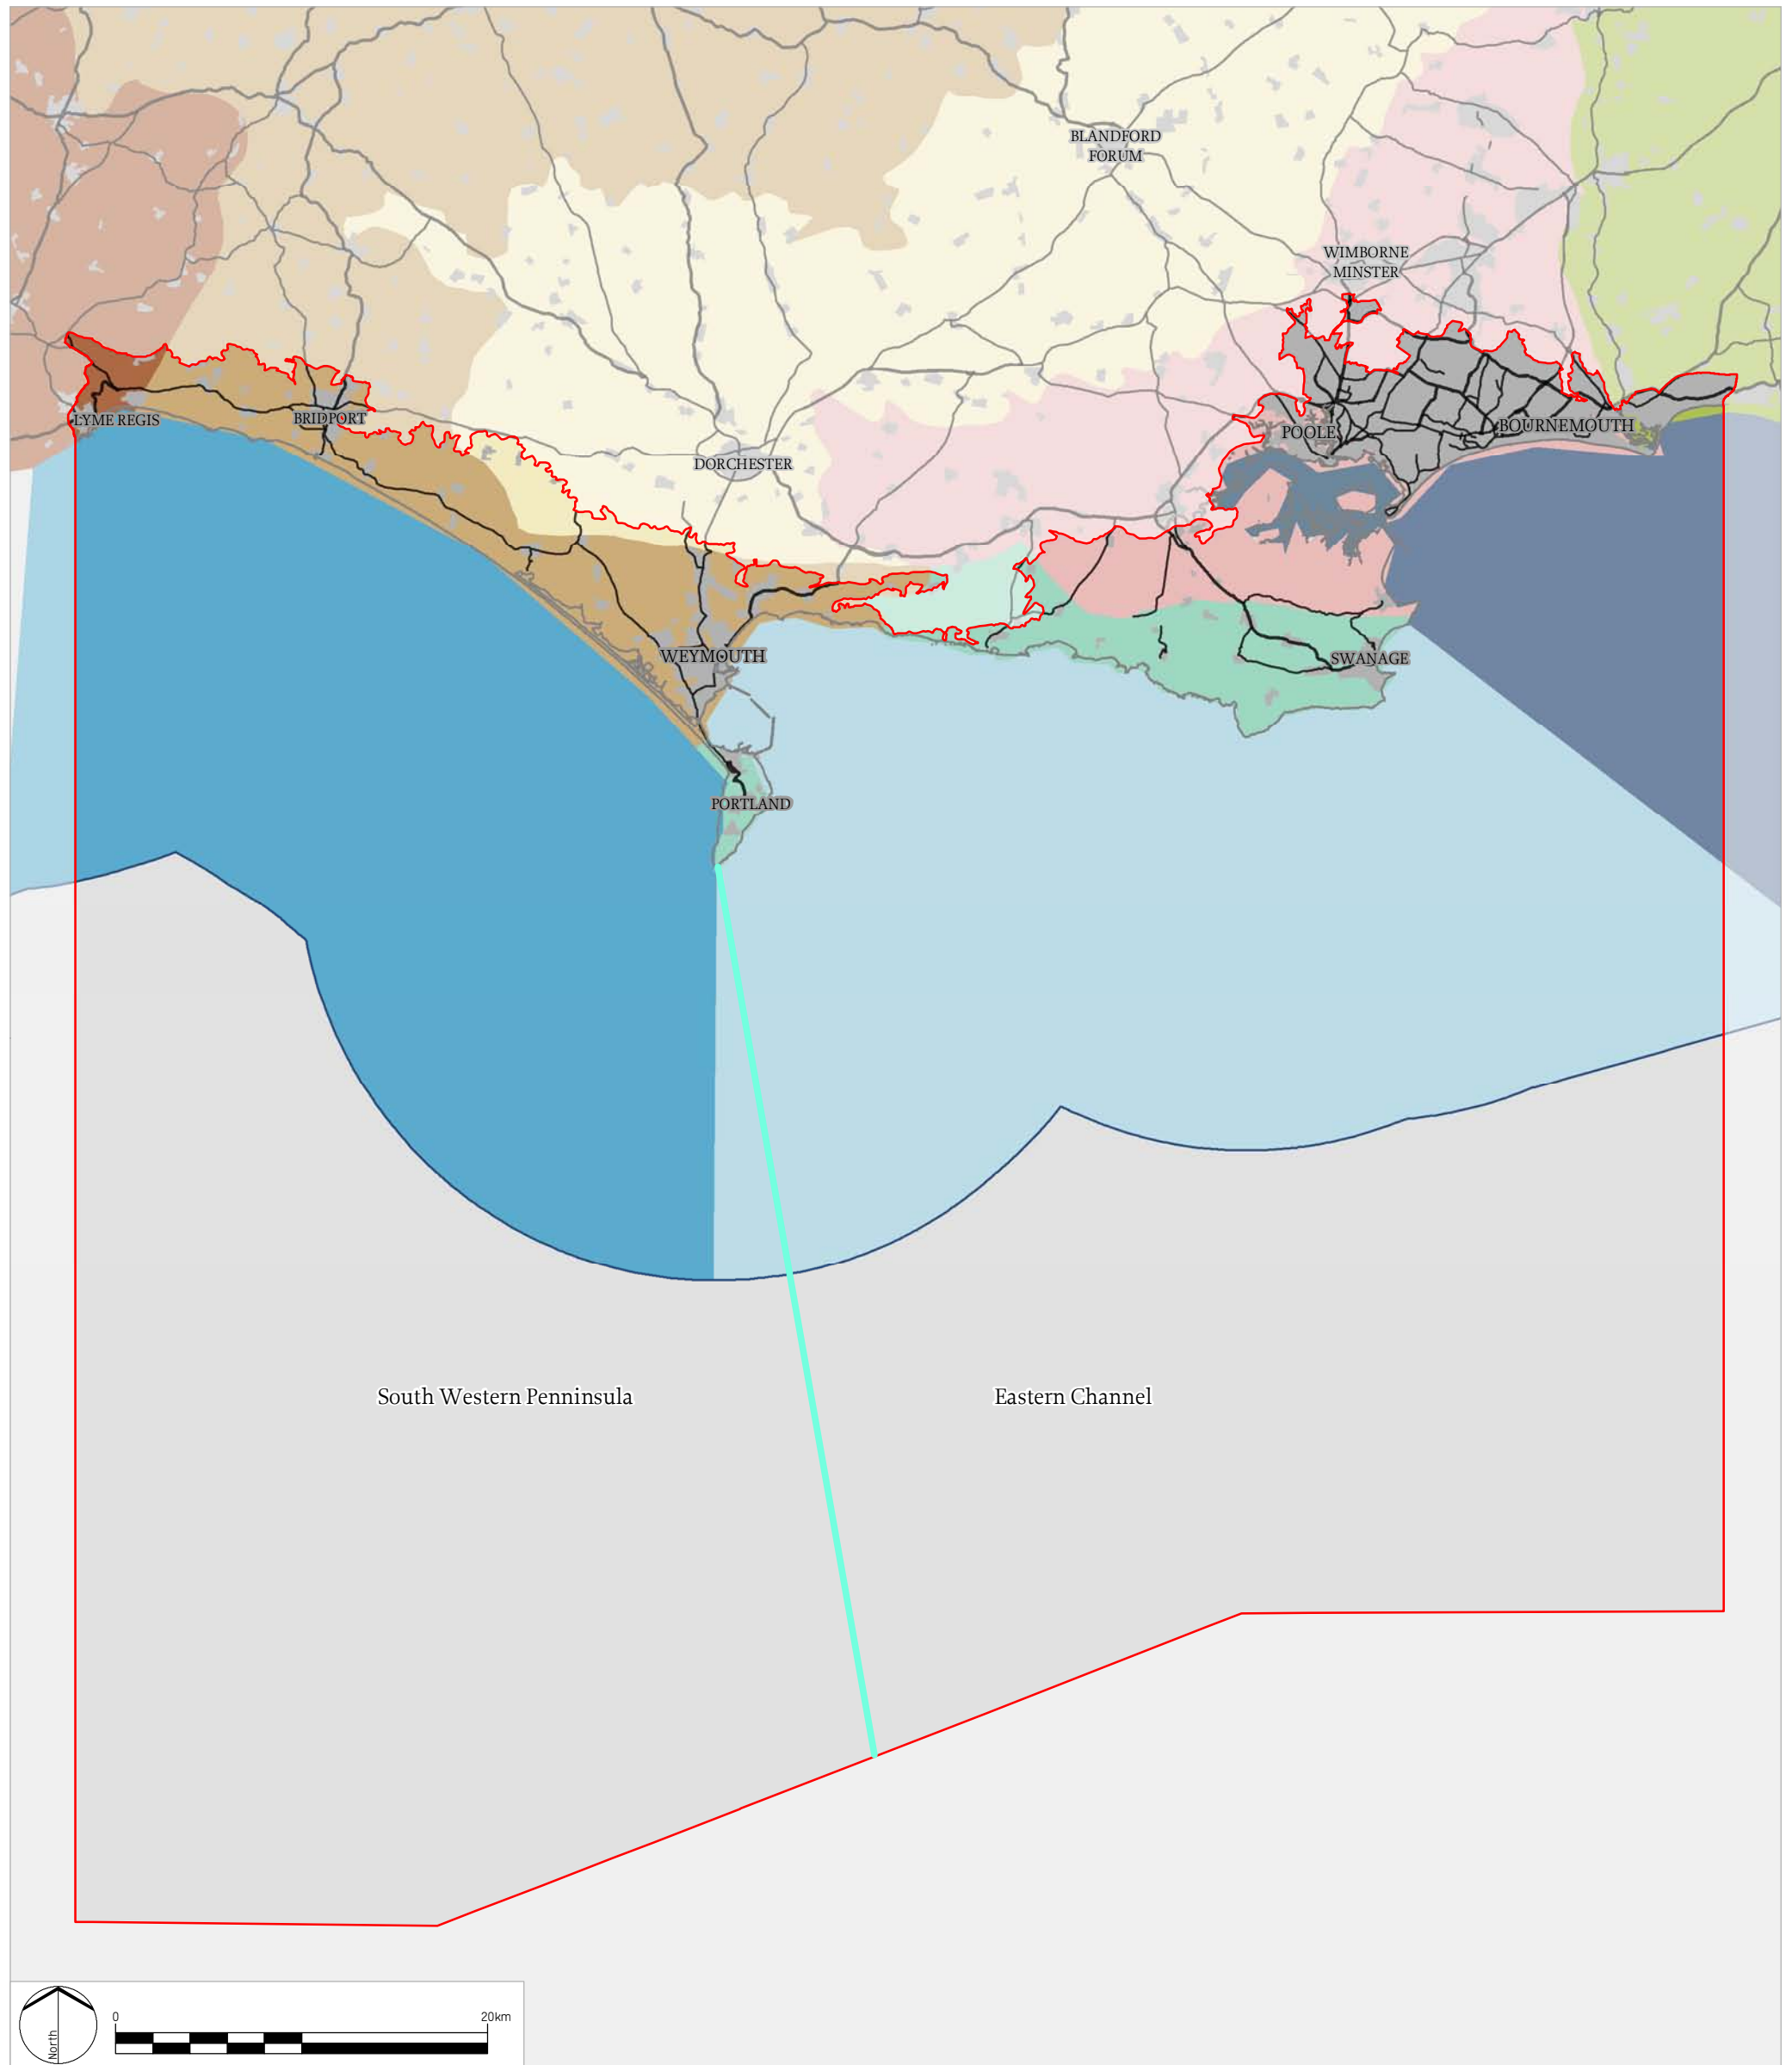 BLANDFORD
FORUM
WIMBORNE
MINSTER
LYME REGIS
BRIDPORT
POOLE
BOURNEMOUTH
DORCHESTER
WEYMOUTH
SWANAGE
PORTLAND
South Western Penninsula
Eastern Channel
North
0
20km